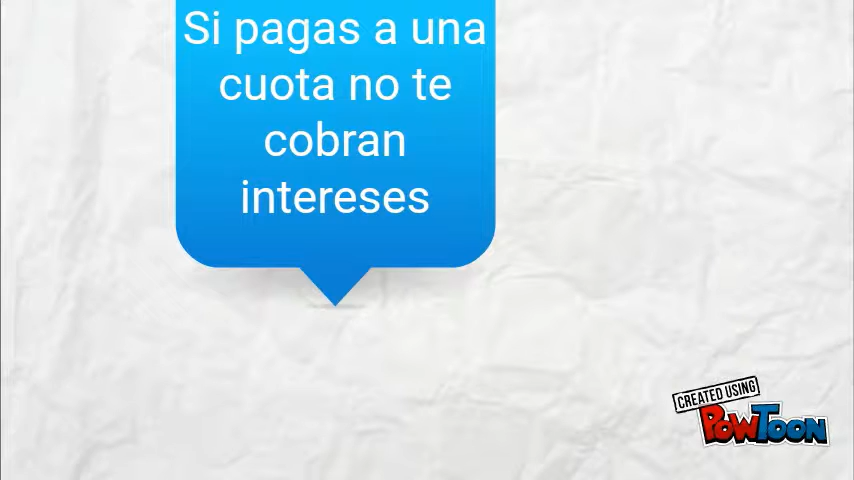 Si pagas a una
cuota no te
cobran
intereses
CREATED USING
POWTOON